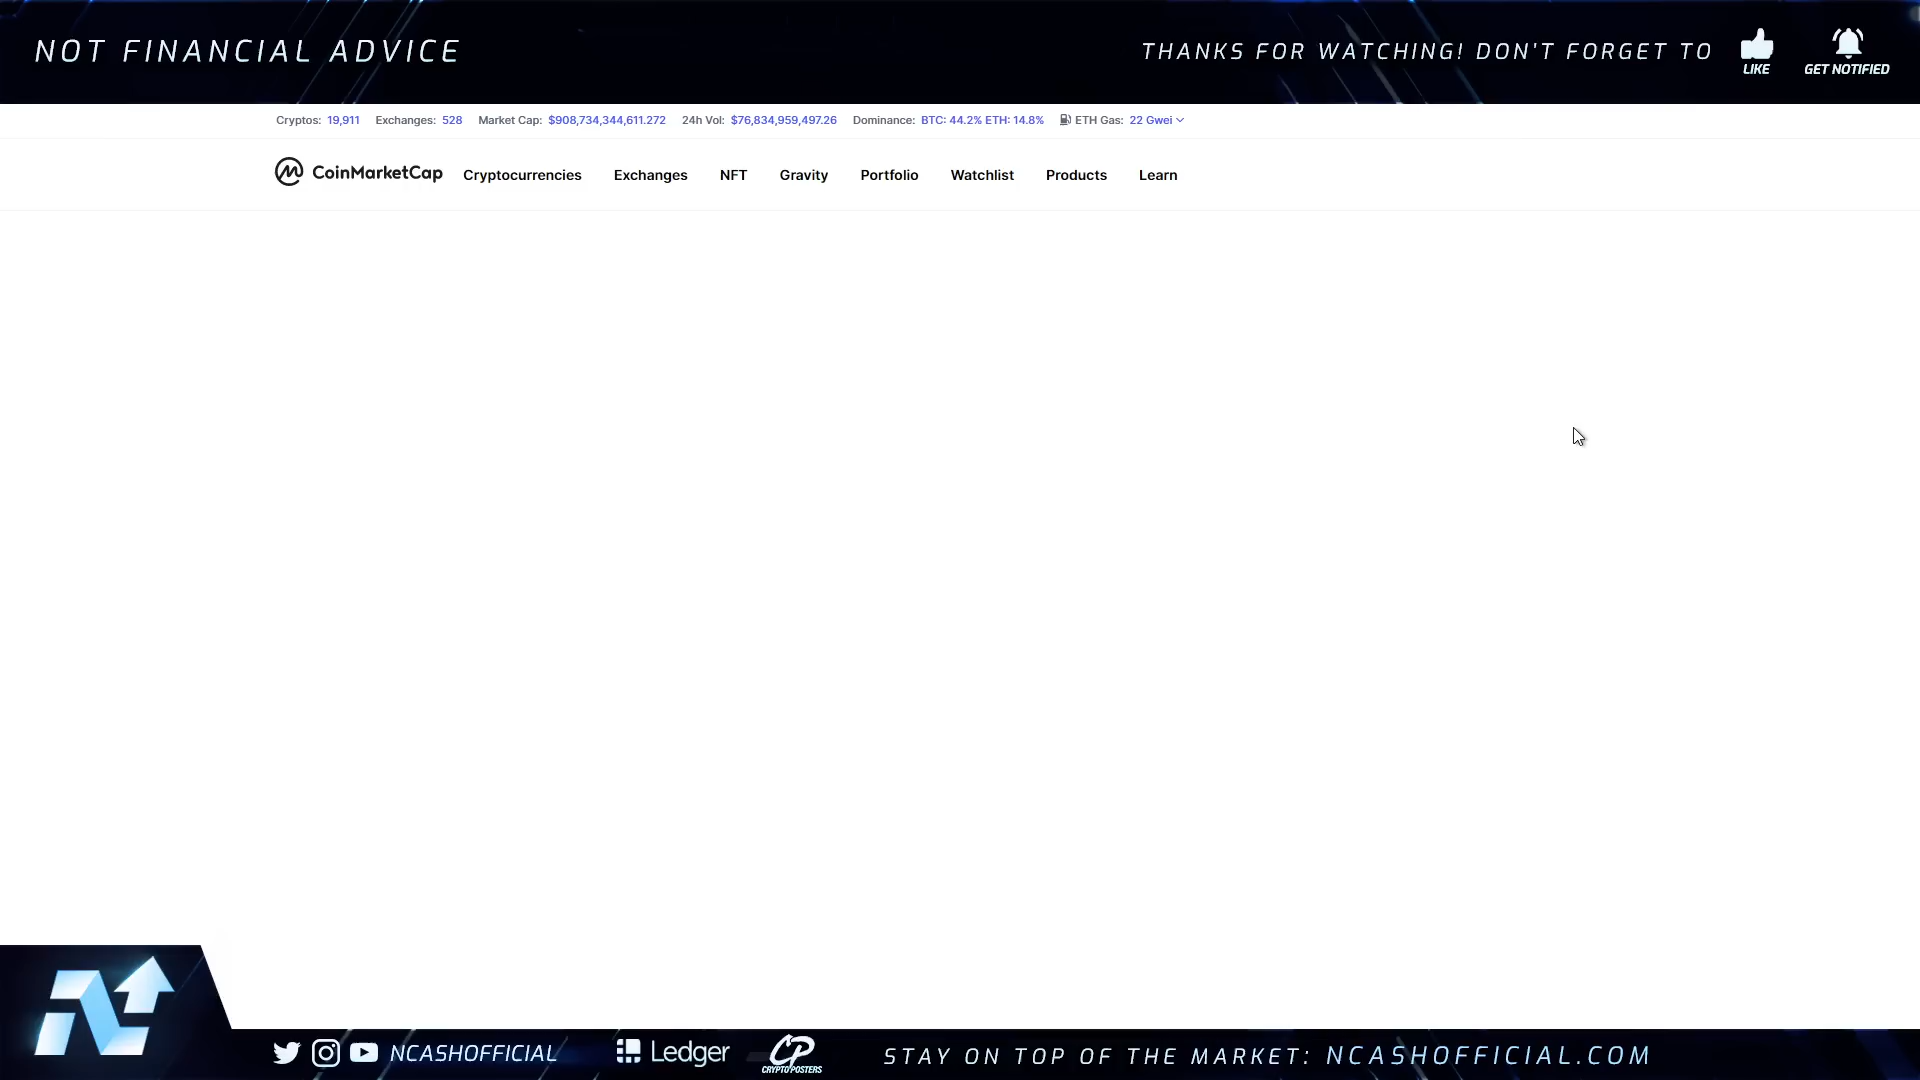 NOT FINANCIAL ADVICE
THANKS FOR WATCHING! DON'T FORGET TO
LIKE
GET NOTIFIED
Cryptos: 19,911 Exchanges: 528 Market Cap: $908,734,344,611.272 24h Vol: $76,834,959,497.26 Dominance: BTC: 44.2% ETH: 14.8% ETH Gas: 22 Gwei
CoinMarketCap Cryptocurrencies Exchanges NFT Gravity Portfolio Watchlist Products Learn
NCASHOFFICIAL
Ledger
CP
CRYPTOPOSTERS
STAY ON TOP OF THE MARKET: NCASHOFFICIAL.COM